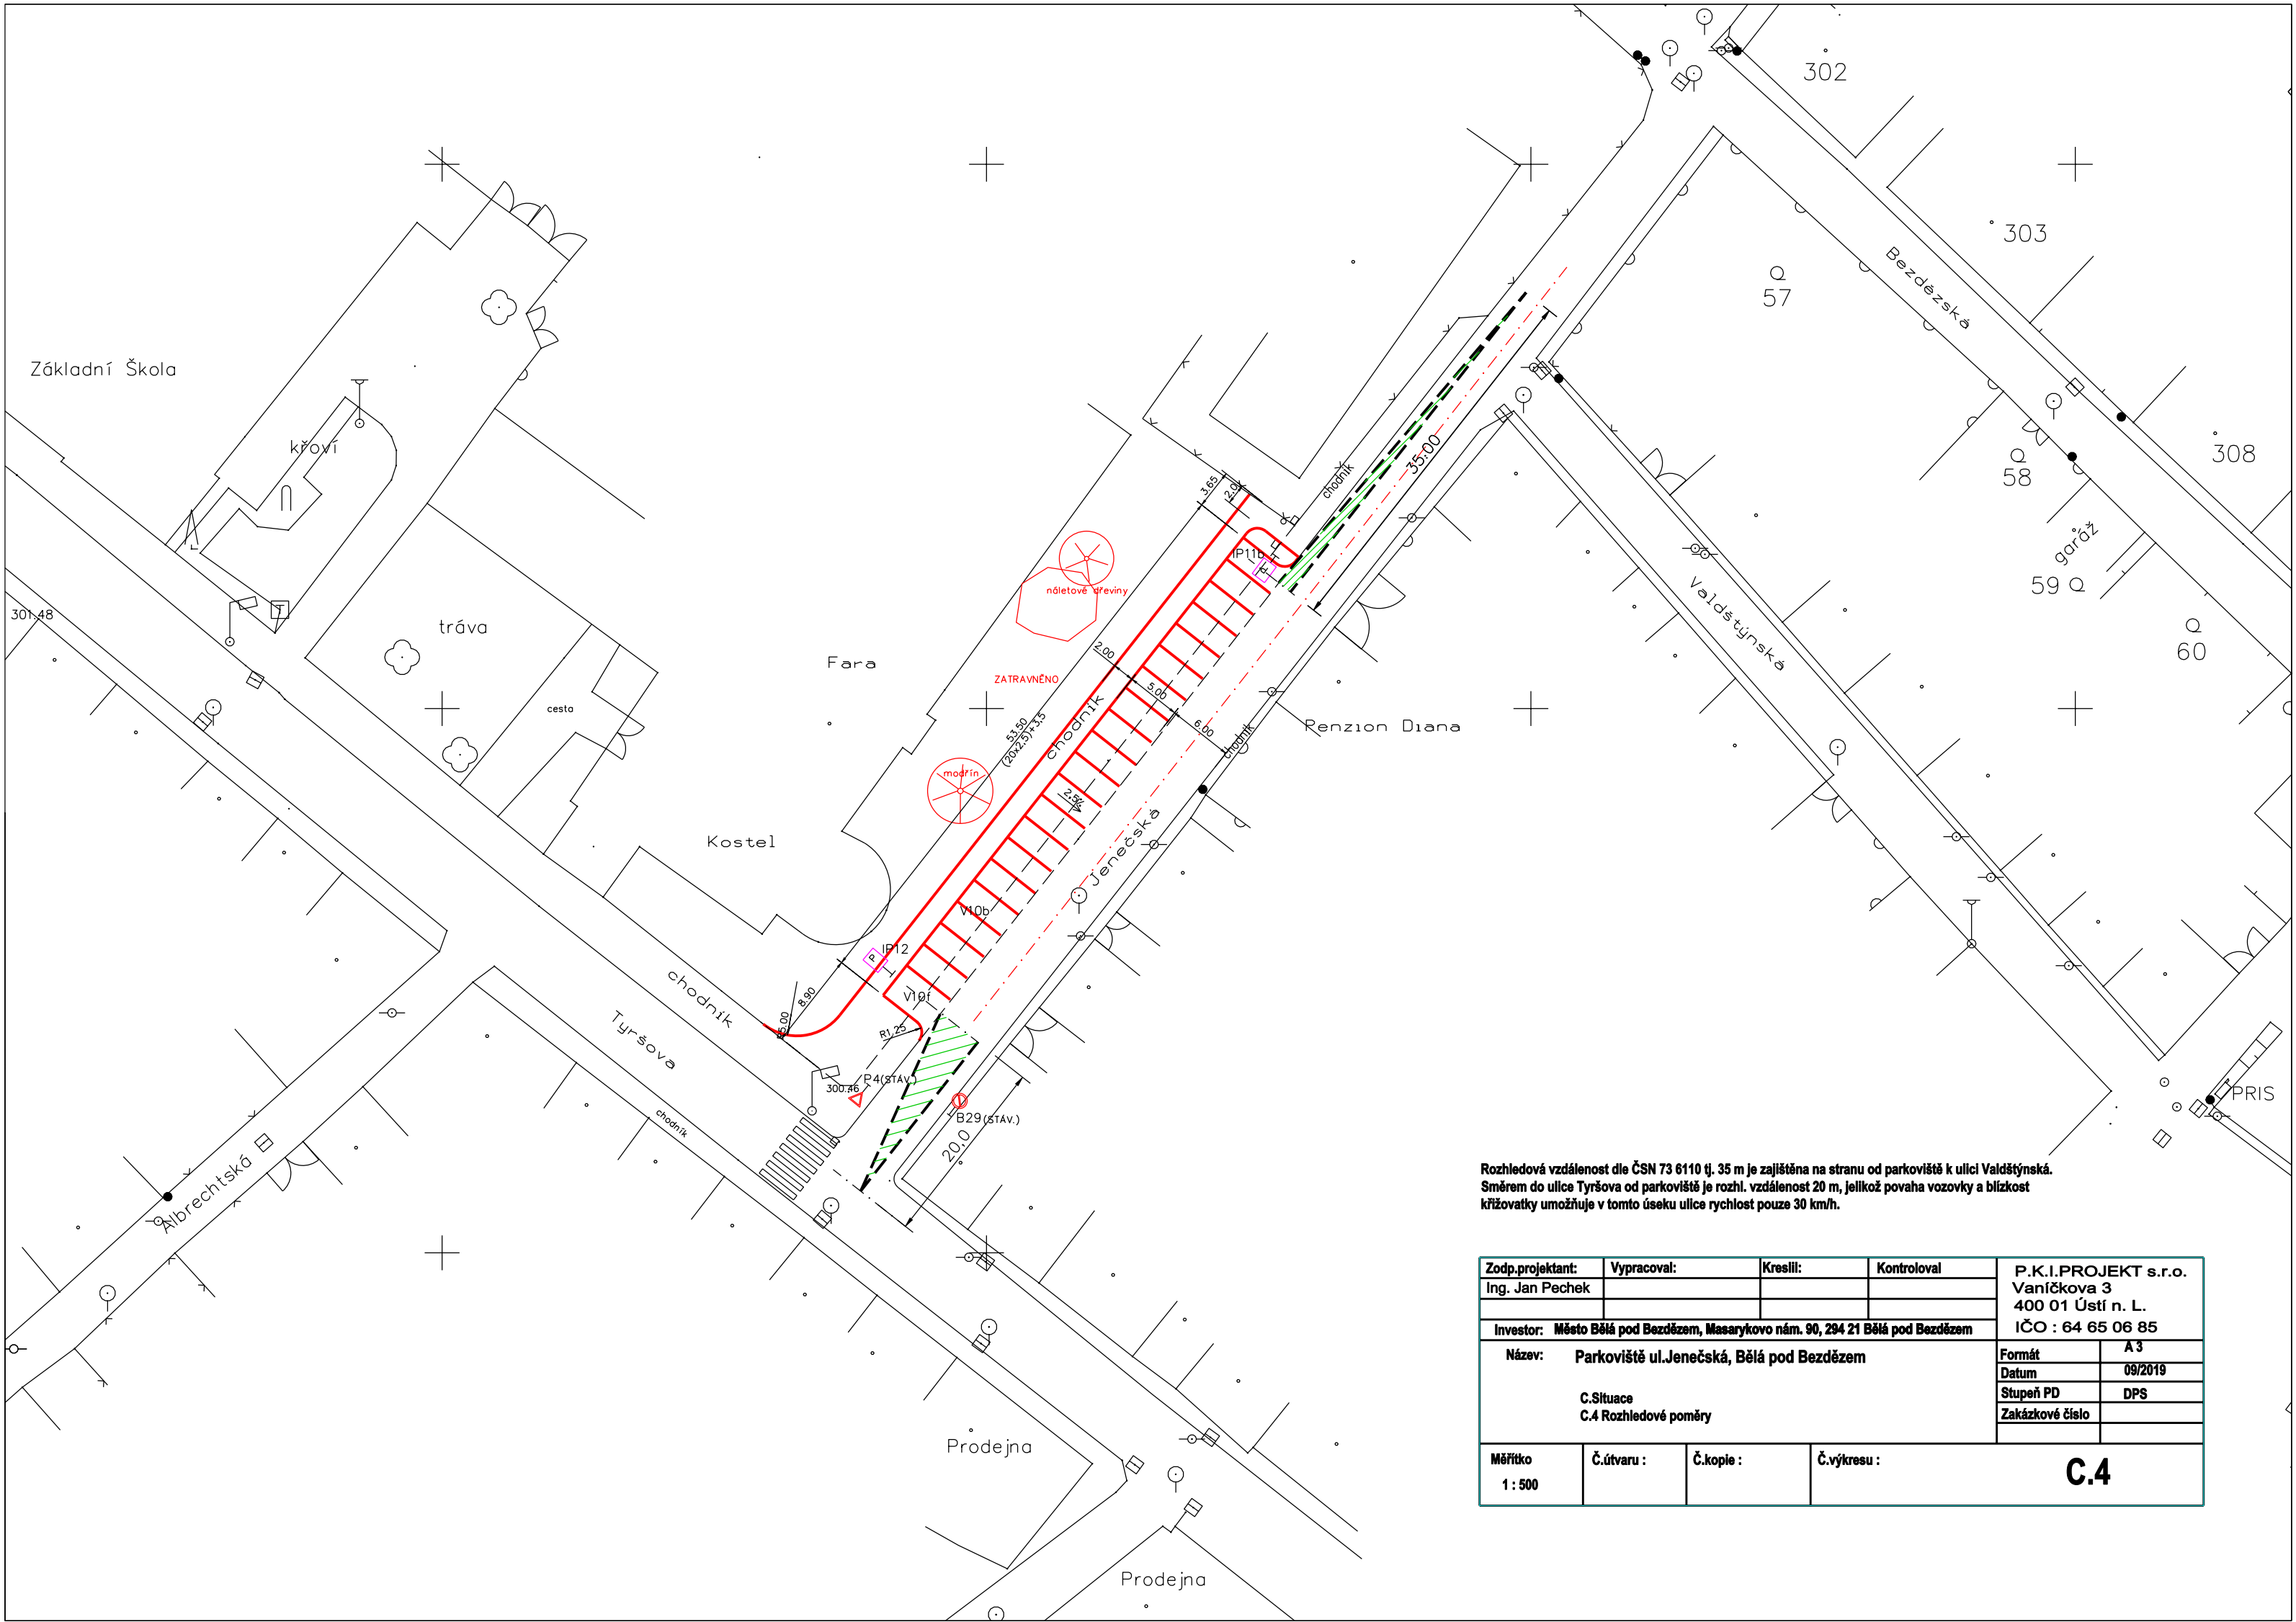 302
303
Bezdězská
57
308
58
garáž
59
60
Základní Škola
křoví
301.48
tráva
cesta
Fara
Kostel
náletové dřeviny
ZATRAVNĚNO
modřín
3.65
chodník
35.00
IP11b
2.00
5.00
6.00
53.50
(20x2.5)+3.5
chodník
chodník
Penzion Diana
Valdštýnská
2.5%
Jenečská
V10b
IP12
V10f
8.90
R5.00
R1.25
chodník
Tyršova
chodník
300.46
P4(STÁV.)
B29(STÁV.)
20.0
Albrechtská
PRIS
Prodejna
Prodejna
Rozhledová vzdálenost dle ČSN 73 6110 tj. 35 m je zajištěna na stranu od parkoviště k ulici Valdštýnská.
Směrem do ulice Tyršova od parkoviště je rozhl. vzdálenost 20 m, jelikož povaha vozovky a blízkost
křižovatky umožňuje v tomto úseku ulice rychlost pouze 30 km/h.
Zodp.projektant: Vypracoval: Kreslil: Kontroloval
Ing. Jan Pechek
P.K.I.PROJEKT s.r.o.
Vaníčkova 3
400 01 Ústí n. L.
IČO : 64 65 06 85
Investor: Město Bělá pod Bezdězem, Masarykovo nám. 90, 294 21 Bělá pod Bezdězem
Název: Parkoviště ul.Jenečská, Bělá pod Bezdězem
C.Situace
C.4 Rozhledové poměry
Formát A 3
Datum 09/2019
Stupeň PD DPS
Zakázkové číslo
Měřítko
1 : 500
Č.útvaru :
Č.kopie :
Č.výkresu :
C.4